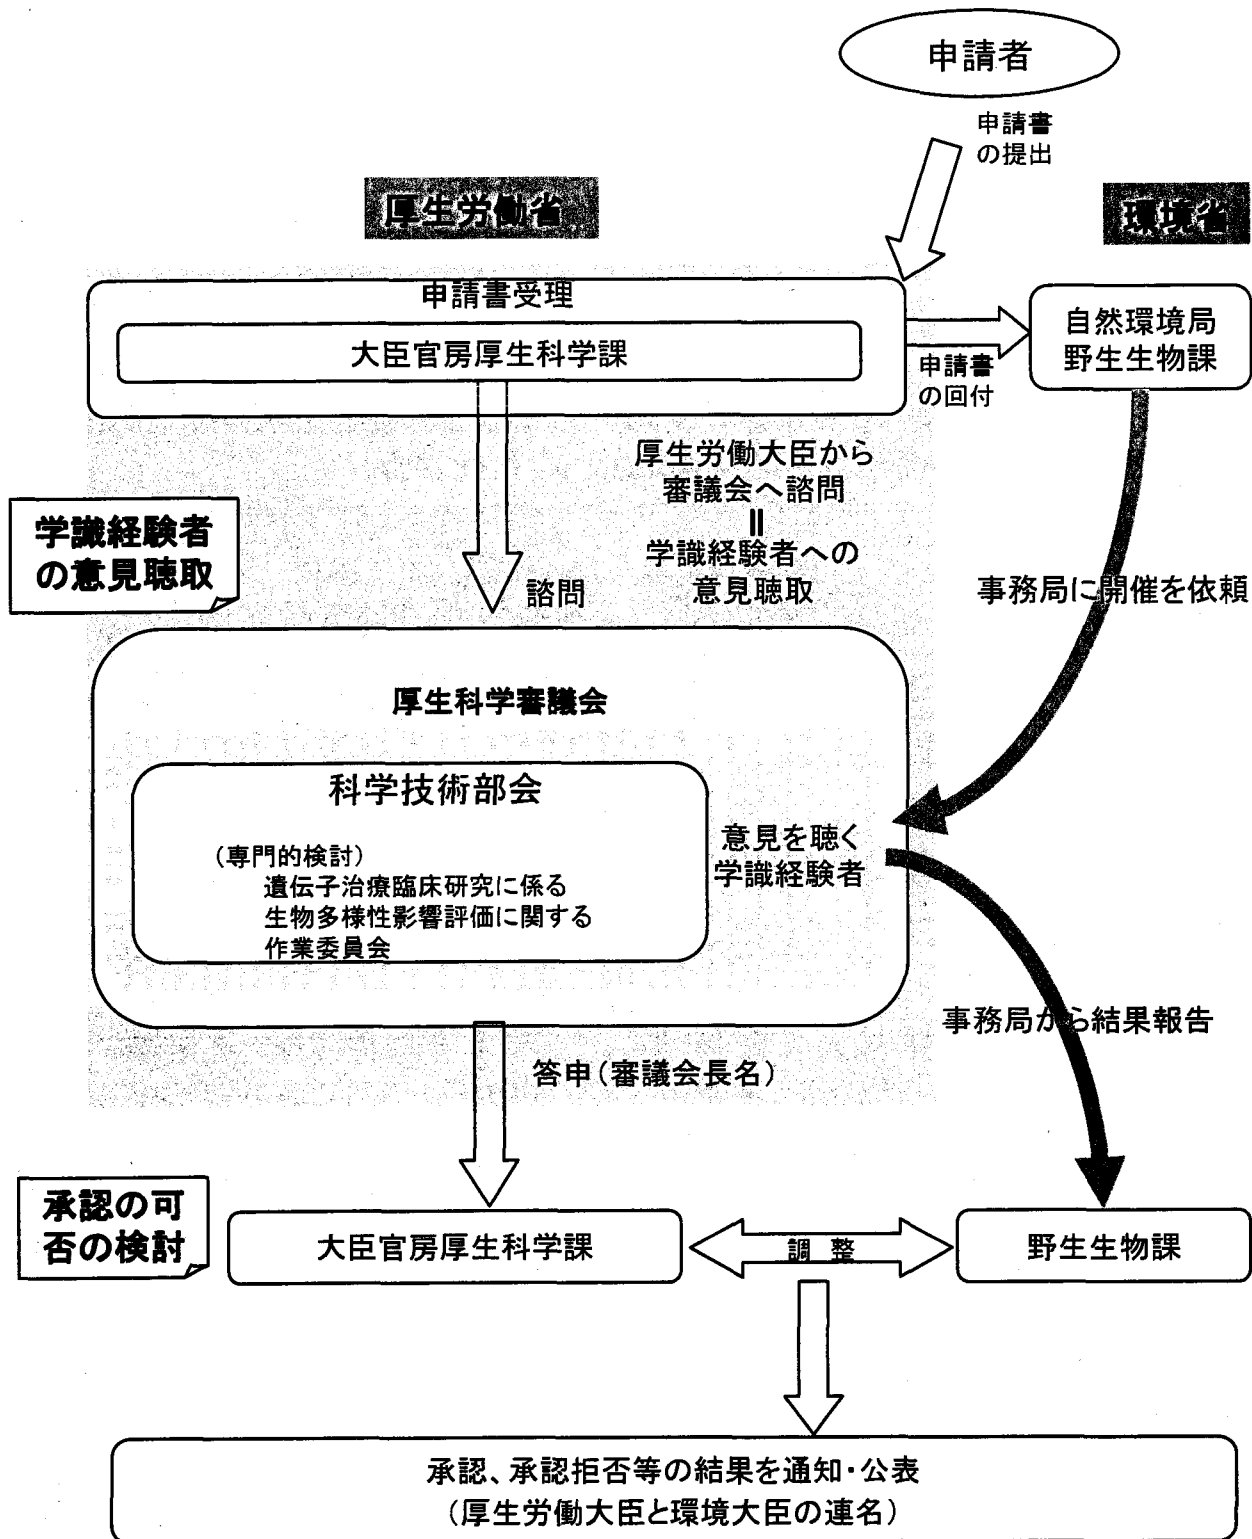 申請者
申請書
の提出
厚生労働省
環境省
申請書受理
大臣官房厚生科学課
自然環境局
野生生物課
申請書
の回付
厚生労働大臣から
審議会へ諮問
=
学識経験者への
意見聴取
学識経験者
の意見聴取
諮問
事務局に開催を依頼
厚生科学審議会
科学技術部会
(専門的検討)
遺伝子治療臨床研究に係る
生物多様性影響評価に関する
作業委員会
意見を聴く
学識経験者
事務局から結果報告
答申(審議会長名)
承認の可
否の検討
大臣官房厚生科学課
調 整
野生生物課
承認、承認拒否等の結果を通知・公表
(厚生労働大臣と環境大臣の連名)